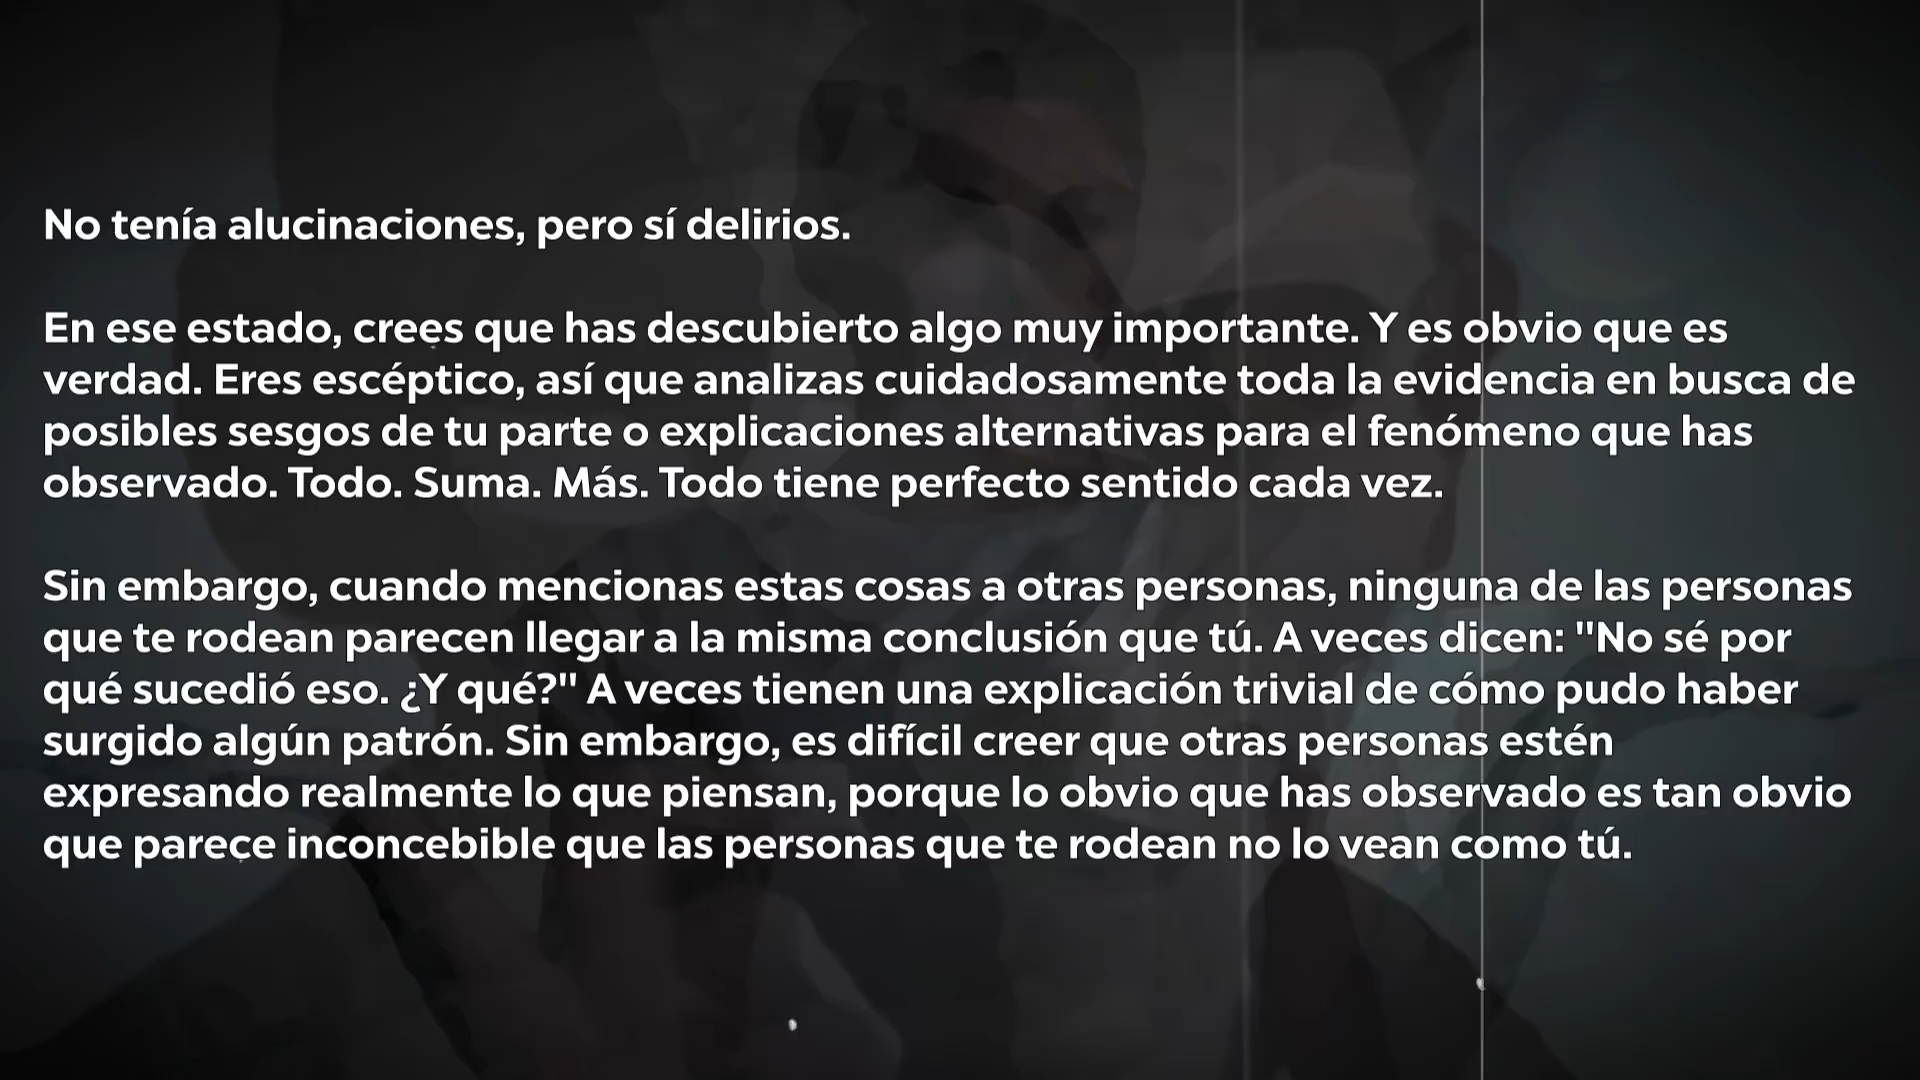 No tenía alucinaciones, pero sí delirios.
En ese estado, crees que has descubierto algo muy importante. Y es obvio que es
verdad. Eres escéptico, así que analizas cuidadosamente toda la evidencia en busca de
posibles sesgos de tu parte o explicaciones alternativas para el fenómeno que has
observado. Todo. Suma. Más. Todo tiene perfecto sentido cada vez.
Sin embargo, cuando mencionas estas cosas a otras personas, ninguna de las personas
que te rodean parecen llegar a la misma conclusión que tú. A veces dicen: "No sé por
qué sucedió eso. ¿Y qué?" A veces tienen una explicación trivial de cómo pudo haber
surgido algún patrón. Sin embargo, es difícil creer que otras personas estén
expresando realmente lo que piensan, porque lo obvio que has observado es tan obvio
que parece inconcebible que las personas que te rodean no lo vean como tú.